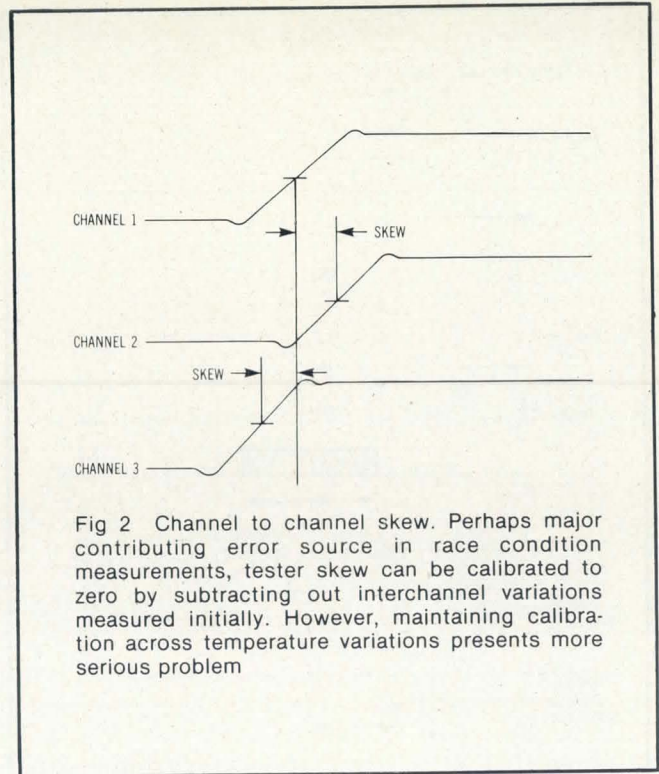 CHANNEL 1
SKEW
CHANNEL 2
SKEW
CHANNEL 3
Fig 2 Channel to channel skew. Perhaps major
contributing error source in race condition
measurements, tester skew can be calibrated to
zero by subtracting out interchannel variations
measured initially. However, maintaining calibra-
tion across temperature variations presents more
serious problem